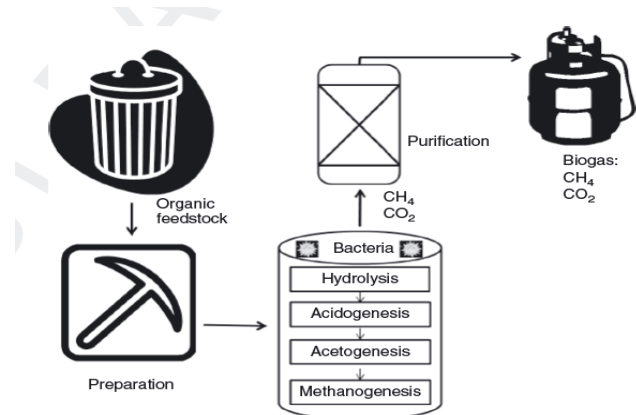 Organic
feedstock
Preparation
Bacteria
Hydrolysis
Acidogenesis
Acetogenesis
Methanogenesis
CH₄
CO₂
Purification
Biogas:
CH₄
CO₂